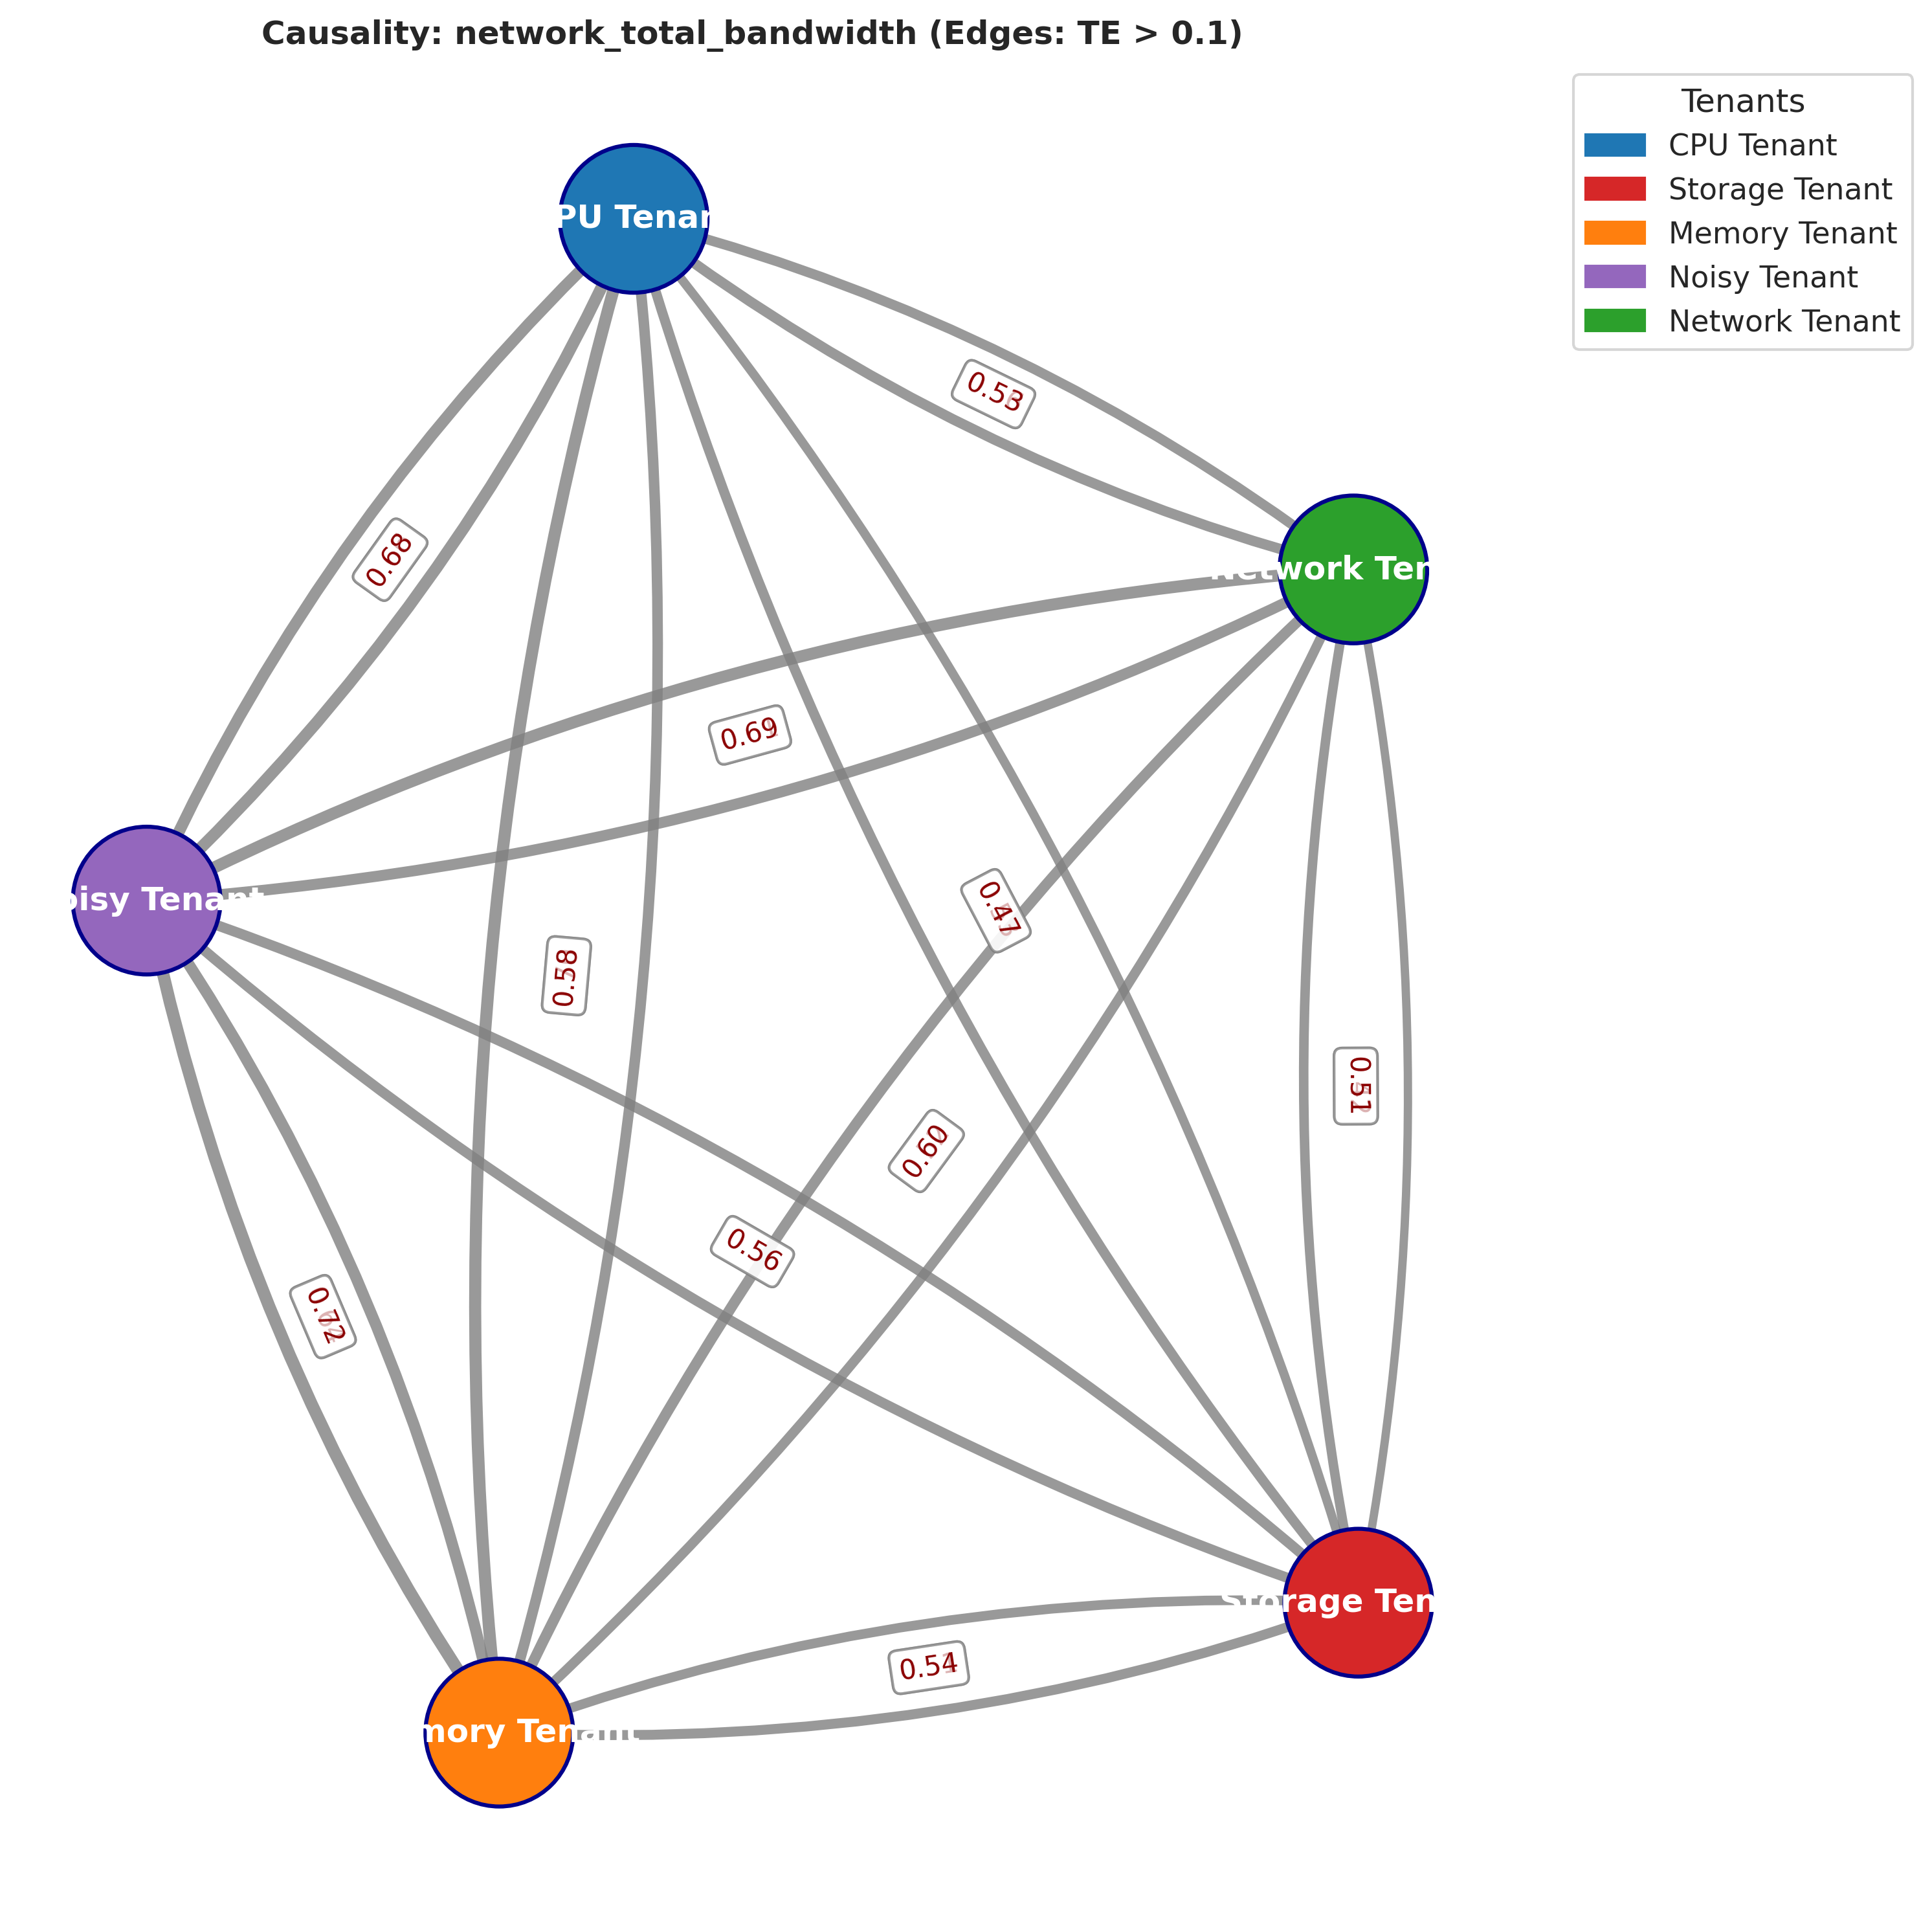 Causality: network_total_bandwidth (Edges: TE > 0.1)
Tenants
CPU Tenant
Storage Tenant
Memory Tenant
Noisy Tenant
Network Tenant
PU Tenan
0.53
work Ten
0.68
0.69
oisy Tenant
0.47
0.58
0.51
0.60
0.56
0.72
Storage Ten
0.54
mory Tenant